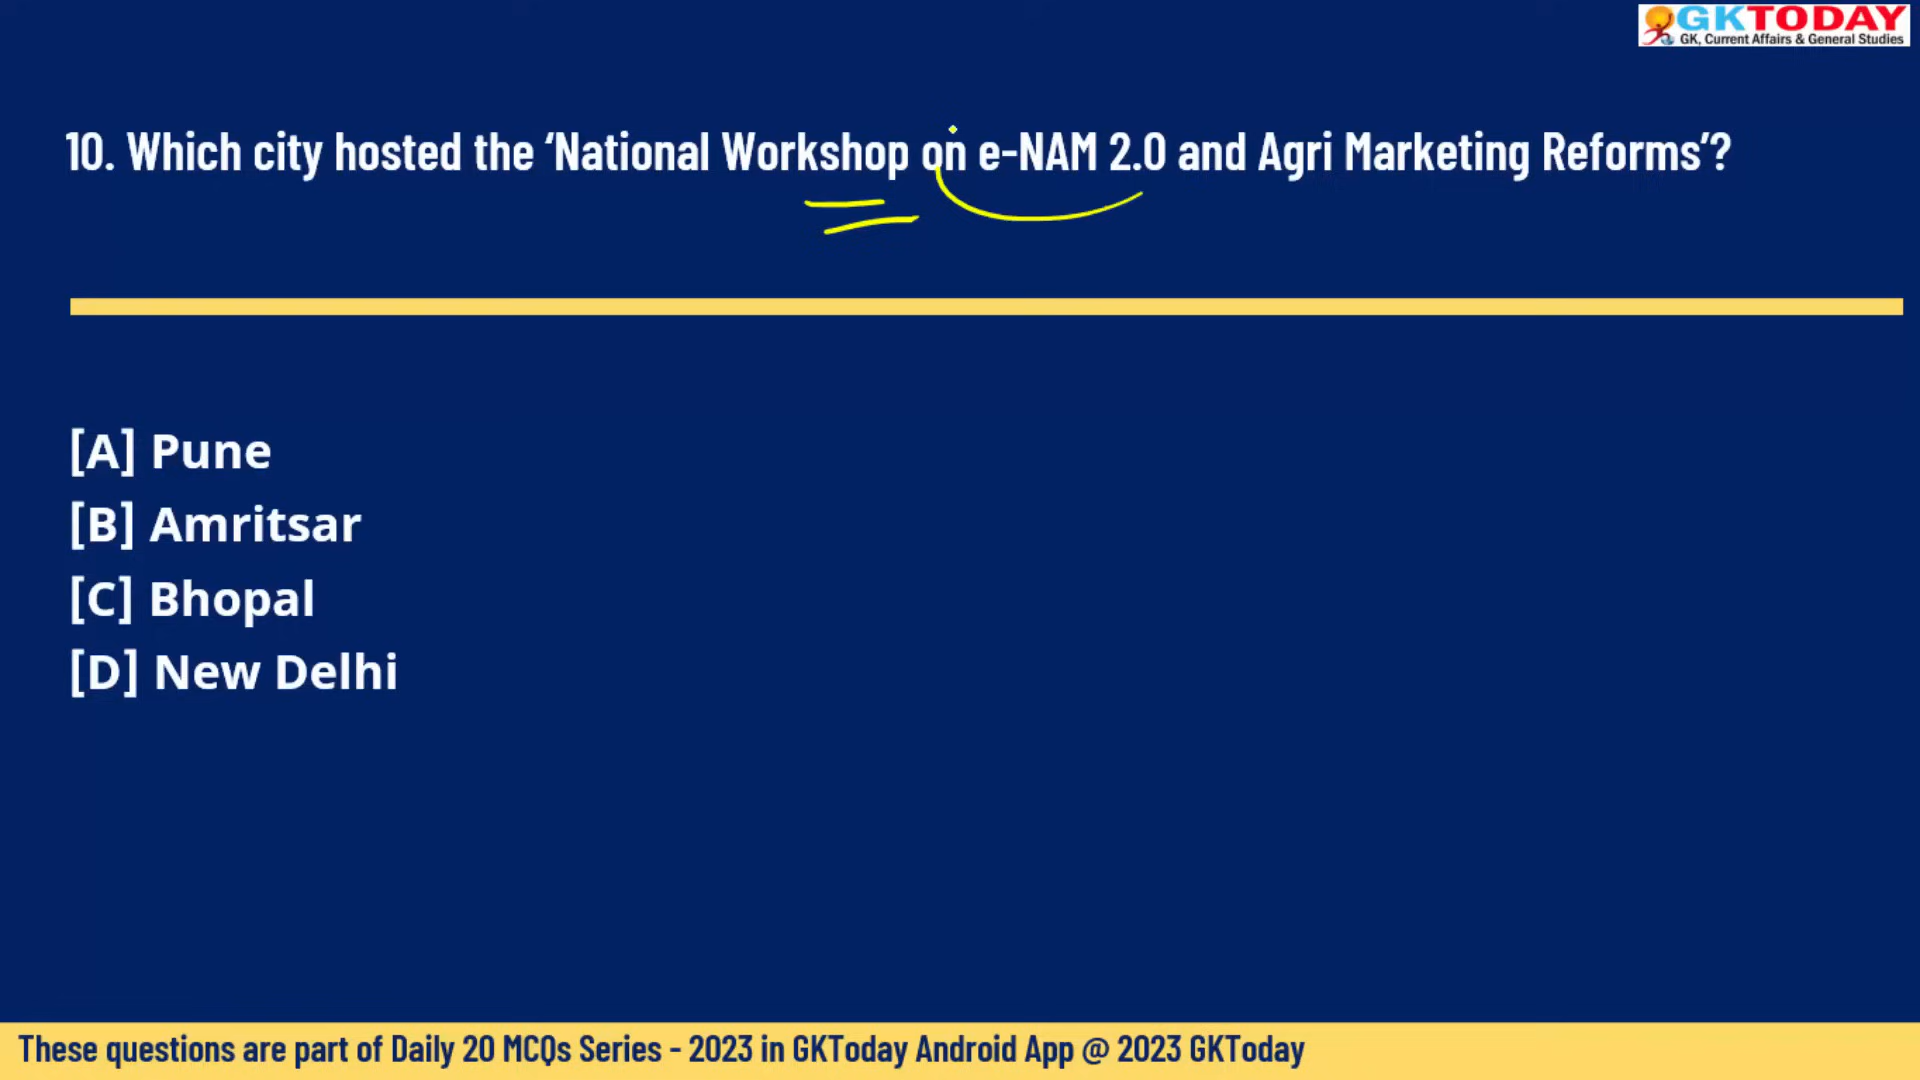 GKTODAY
GK, Current Affairs & General Studies
10. Which city hosted the ‘National Workshop on e-NAM 2.0 and Agri Marketing Reforms’?
[A] Pune
[B] Amritsar
[C] Bhopal
[D] New Delhi
These questions are part of Daily 20 MCQs Series - 2023 in GKToday Android App @ 2023 GKToday